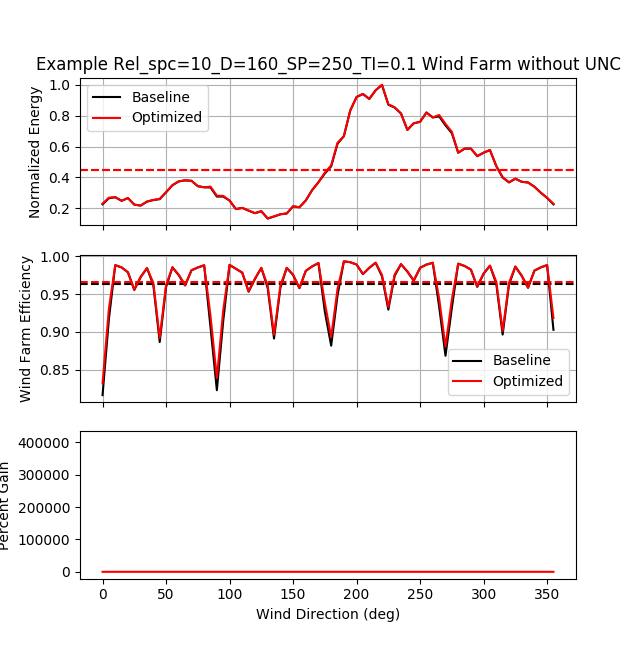 Example Rel_spc=10_D=160_SP=250_TI=0.1 Wind Farm without UNC
Normalized Energy
1.0
0.8
0.6
0.4
0.2
Baseline
Optimized
Wind Farm Efficiency
1.00
0.95
0.90
0.85
Baseline
Optimized
Percent Gain
400000
300000
200000
100000
0
0 50 100 150 200 250 300 350
Wind Direction (deg)